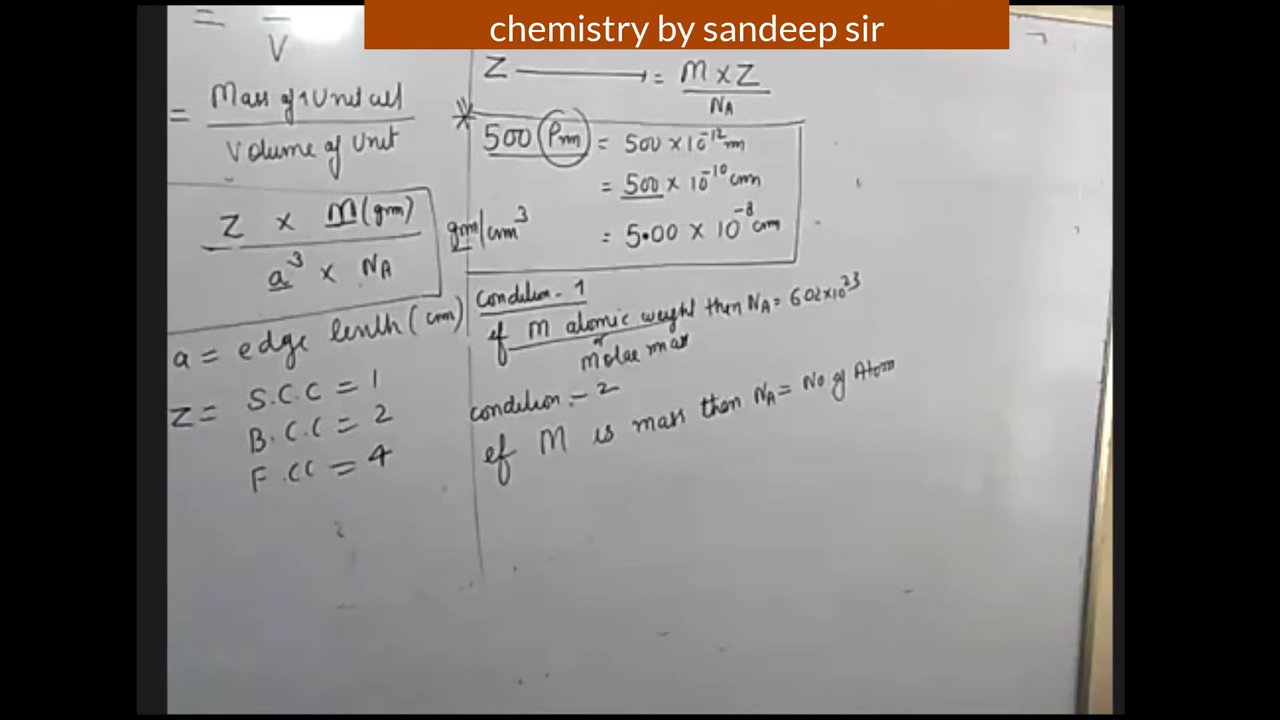 chemistry by sandeep sir
= — / V
= Mass of 1 Unit cell / Volume of Unit
Z × M(gm) / a³ × NA
gm/cm³
a = edge lenth (cm)
Z = S.C.C = 1
B.C.C = 2
F.CC = 4
Z ⟶ = M × Z / NA
* 500 Pm = 500 × 10⁻¹² m
= 500 × 10⁻¹⁰ cm
= 5.00 × 10⁻⁸ cm
condition - 1
if M atomic weight then NA = 6.02×10²³
or
Molar mass
condition :- 2
if M is mass then NA = No of Atom